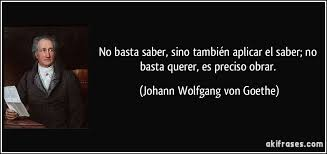 No basta saber, sino también aplicar el saber; no
basta querer, es preciso obrar.
(Johann Wolfgang von Goethe)
akifrases.com